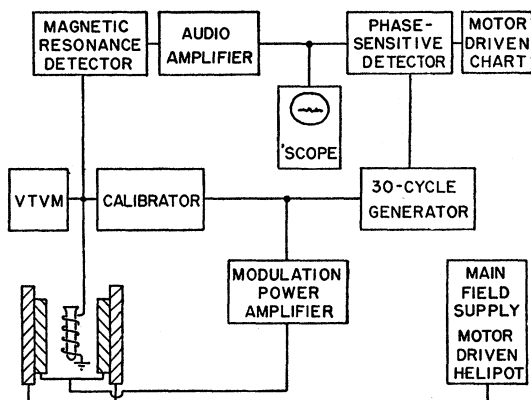 MAGNETIC
RESONANCE
DETECTOR
AUDIO
AMPLIFIER
PHASE-
SENSITIVE
DETECTOR
MOTOR
DRIVEN
CHART
'SCOPE
VTVM
CALIBRATOR
30-CYCLE
GENERATOR
MODULATION
POWER
AMPLIFIER
MAIN
FIELD
SUPPLY
MOTOR
DRIVEN
HELIPOT